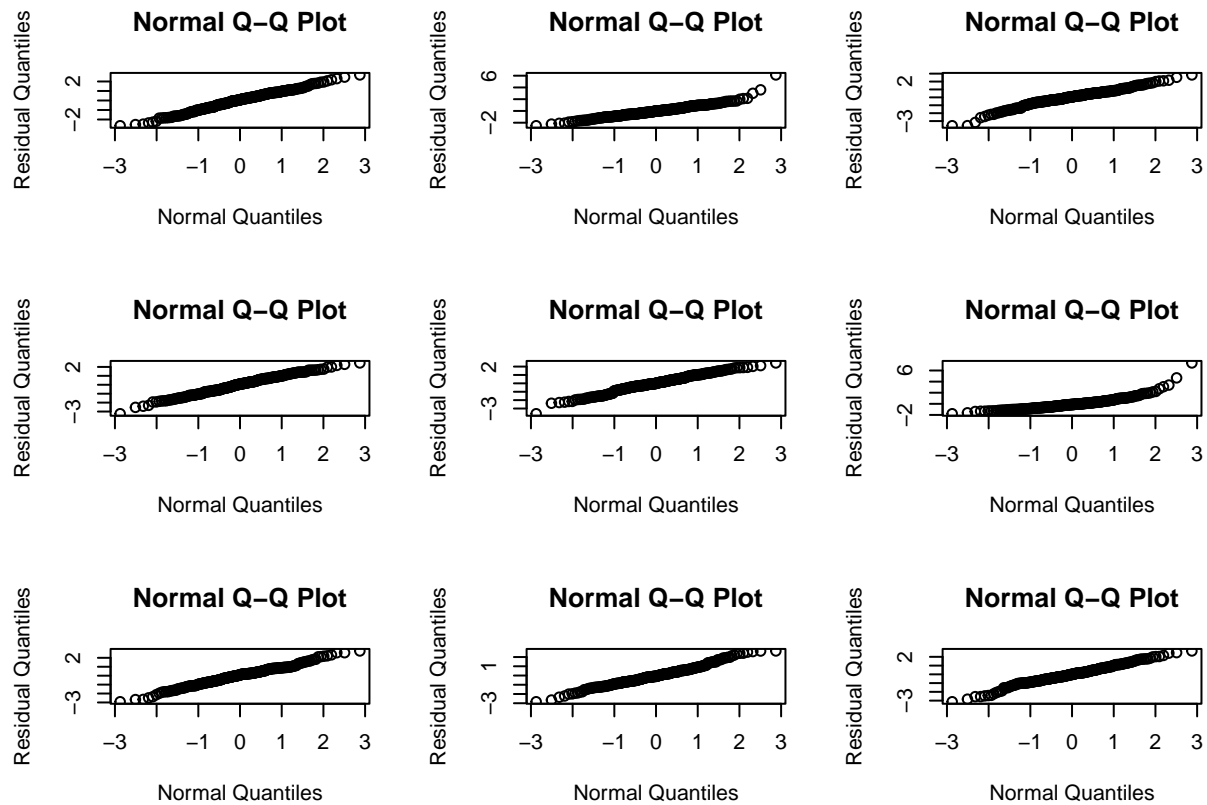 Normal Q−Q Plot
Residual Quantiles
2
−2
−3 −1 0 1 2 3
Normal Quantiles
Normal Q−Q Plot
Residual Quantiles
6
−2
−3 −1 0 1 2 3
Normal Quantiles
Normal Q−Q Plot
Residual Quantiles
2
−3
−3 −1 0 1 2 3
Normal Quantiles
Normal Q−Q Plot
Residual Quantiles
2
−3
−3 −1 0 1 2 3
Normal Quantiles
Normal Q−Q Plot
Residual Quantiles
2
−3
−3 −1 0 1 2 3
Normal Quantiles
Normal Q−Q Plot
Residual Quantiles
6
−2
−3 −1 0 1 2 3
Normal Quantiles
Normal Q−Q Plot
Residual Quantiles
2
−3
−3 −1 0 1 2 3
Normal Quantiles
Normal Q−Q Plot
Residual Quantiles
1
−3
−3 −1 0 1 2 3
Normal Quantiles
Normal Q−Q Plot
Residual Quantiles
2
−3
−3 −1 0 1 2 3
Normal Quantiles